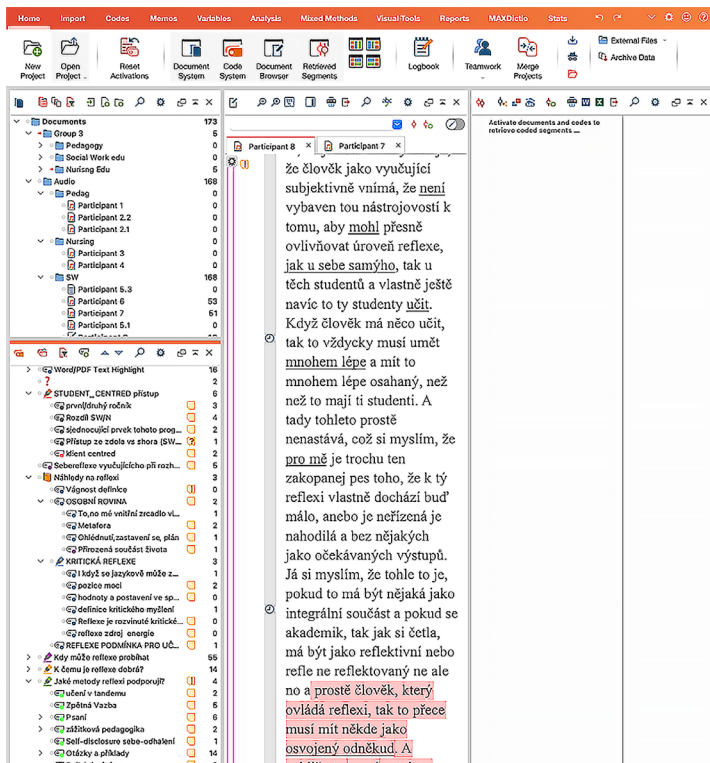 Home Import Codes Memos Variables Analysis Mixed Methods Visual Tools Reports MAXDictio Stats
New Project
Open Project
Reset Activations
Document System
Code System
Document Browser
Retrieved Segments
Logbook
Teamwork
Merge Projects
External Files
Archive Data
Documents 173
Group 3 5
Pedagogy 0
Social Work edu 0
Nurisng Edu 5
Audio 168
Pedag 0
Participant 1 0
Participant 2.2 0
Participant 2.1 0
Nursing 0
Participant 3 0
Participant 4 0
SW 168
Participant 5.3 0
Participant 6 53
Participant 7 51
Participant 5.1 0
Word/PDF Text Highlight 16
? 2
STUDENT_CENTRED přístup 6
první/druhý ročník 3
Rozdíl SW/N 4
sjednocující prvek tohoto prog... 2
Přístup ze zdola vs shora (SW... 1
klient centred 2
Sebereflexe vyučujícího při rozh... 5
Náhledy na reflexi 3
Vágnost definice 0
OSOBNÍ ROVINA 2
To,no mé vnitřní zrcadlo vi... 1
Metafora 2
Ohlédnutí,zastavení se, plán 1
Přirozená součást života 1
KRITICKÁ REFLEXE 3
I když se jazykově může z... 1
pozice moci 2
hodnoty a postavení ve sp... 0
definice kritického myšlení 1
Reflexe je rozvinuté kritické... 0
reflexe zdroj energie 0
REFLEXE PODMÍNKA PRO UČ... 1
Kdy může reflexe probíhat 55
K čemu je reflexe dobrá? 14
Jaké metody reflexi podporují? 4
učení v tandemu 2
Zpětná Vazba 5
Psaní 6
zážitková pedagogika 2
Self-disclosure sebe-odhalení 1
Otázky a příklady 14
Participant 8 Participant 7
že člověk jako vyučující
subjektivně vnímá, že není
vybaven tou nástrojovostí k
tomu, aby mohl přesně
ovlivňovat úroveň reflexe,
jak u sebe samýho, tak u
těch studentů a vlastně ještě
navíc to ty studenty učit.
Když člověk má něco učit,
tak to vždycky musí umět
mnohem lépe a mít to
mnohem lépe osahaný, než
než to mají ti studenti. A
tady tohleto prostě
nenastává, což si myslím, že
pro mě je trochu ten
zakopanej pes toho, že k tý
reflexi vlastně dochází buď
málo, anebo je neřízená je
nahodilá a bez nějakých
jako očekávaných výstupů.
Já si myslím, že tohle to je,
pokud to má být nějaká jako
integrální součást a pokud se
akademik, tak jak si četla,
má být jako reflektivní nebo
refle ne reflektovaný ne ale
no a prostě člověk, který
ovládá reflexi, tak to přece
musí mít někde jako
osvojený odněkud. A
Activate documents and codes to
retrieve coded segments ...